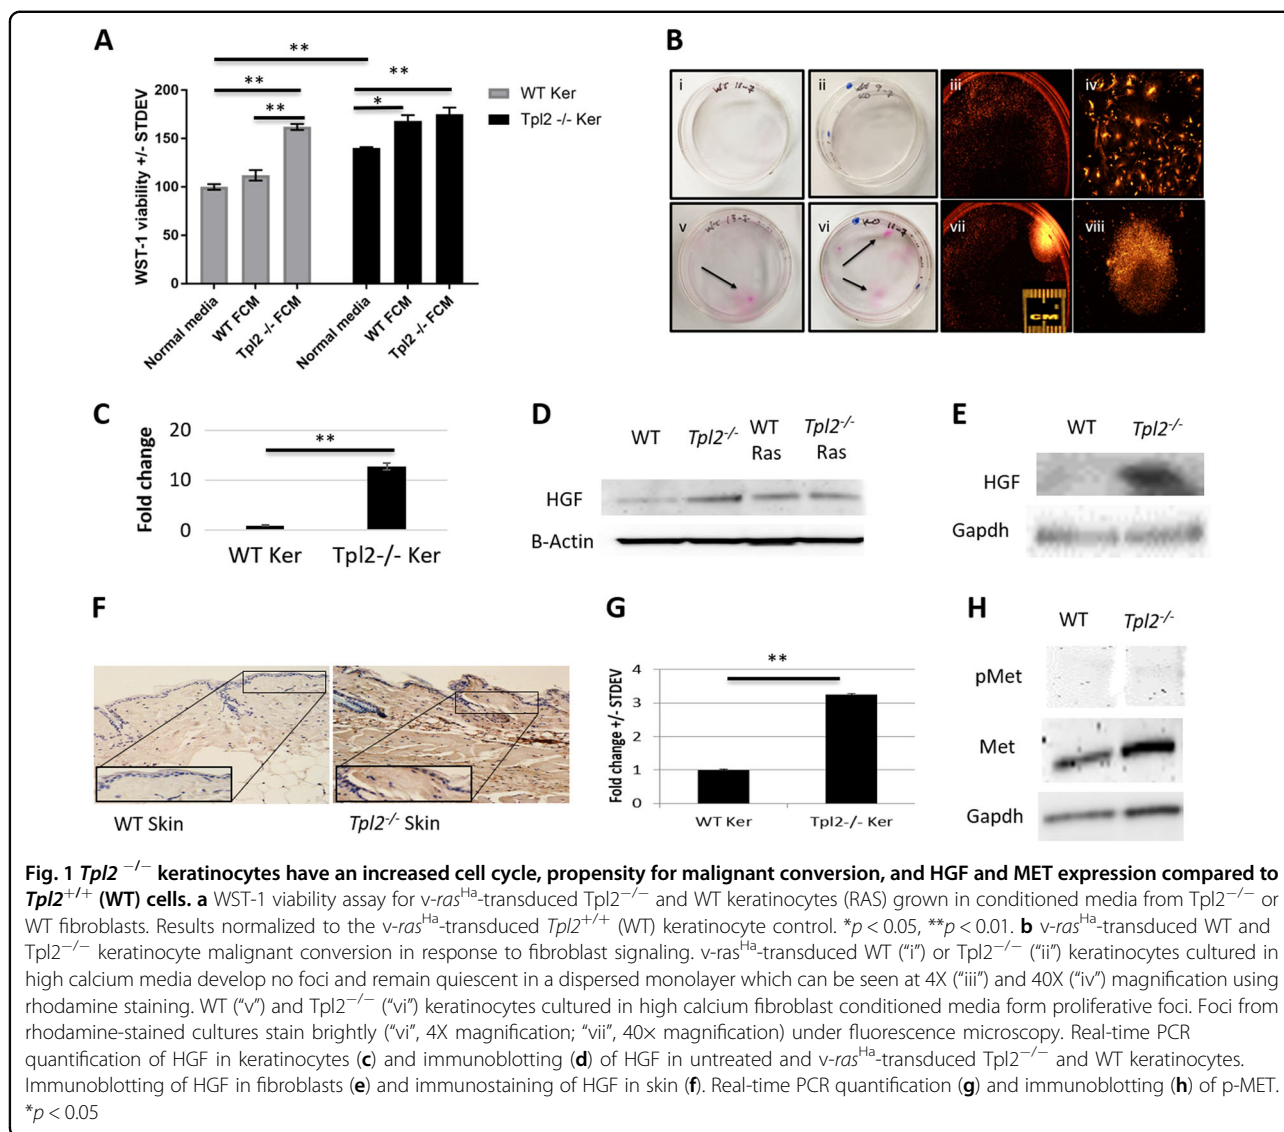 A
**
**
**
**
*
WST-1 viability +/- STDEV
200
150
100
50
0
WT Ker
Tpl2 -/- Ker
Normal media
WT FCM
Tpl2 -/- FCM
Normal media
WT FCM
Tpl2 -/- FCM
B
i
WT 11-7
ii
iii
iv
v
vi
vii
viii
CM
C
Fold change
20
10
0
**
WT Ker
Tpl2-/- Ker
D
WT
Tpl2-/-
WT
Ras
Tpl2-/-
Ras
HGF
B-Actin
E
WT
Tpl2-/-
HGF
Gapdh
F
WT Skin
Tpl2-/- Skin
G
Fold change +/- STDEV
4
3
2
1
0
**
WT Ker
Tpl2-/- Ker
H
WT
Tpl2-/-
pMet
Met
Gapdh
Fig. 1 Tpl2 −/− keratinocytes have an increased cell cycle, propensity for malignant conversion, and HGF and MET expression compared to
Tpl2+/+ (WT) cells. a WST-1 viability assay for v-rasHa-transduced Tpl2−/− and WT keratinocytes (RAS) grown in conditioned media from Tpl2−/− or
WT fibroblasts. Results normalized to the v-rasHa-transduced Tpl2+/+ (WT) keratinocyte control. *p < 0.05, **p < 0.01. b v-rasHa-transduced WT and
Tpl2−/− keratinocyte malignant conversion in response to fibroblast signaling. v-rasHa-transduced WT (“i”) or Tpl2−/− (“ii”) keratinocytes cultured in
high calcium media develop no foci and remain quiescent in a dispersed monolayer which can be seen at 4X (“iii”) and 40X (“iv”) magnification using
rhodamine staining. WT (“v”) and Tpl2−/− (“vi”) keratinocytes cultured in high calcium fibroblast conditioned media form proliferative foci. Foci from
rhodamine-stained cultures stain brightly (“vi”, 4X magnification; “vii”, 40× magnification) under fluorescence microscopy. Real-time PCR
quantification of HGF in keratinocytes (c) and immunoblotting (d) of HGF in untreated and v-rasHa-transduced Tpl2−/− and WT keratinocytes.
Immunoblotting of HGF in fibroblasts (e) and immunostaining of HGF in skin (f). Real-time PCR quantification (g) and immunoblotting (h) of p-MET.
*p < 0.05